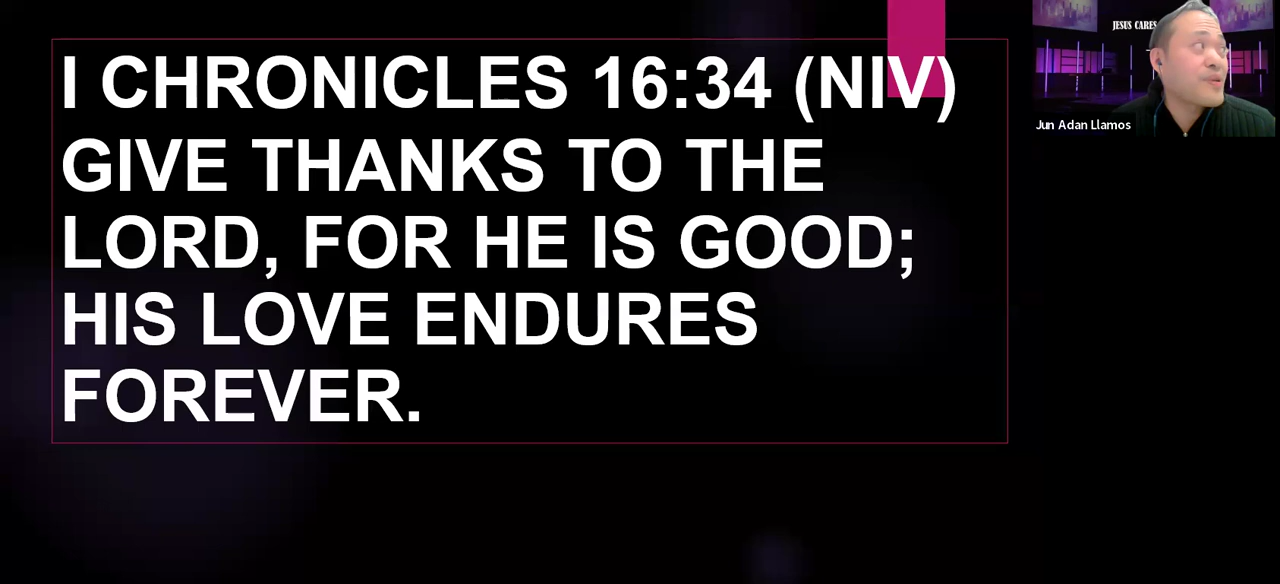 I CHRONICLES 16:34 (NIV)
GIVE THANKS TO THE
LORD, FOR HE IS GOOD;
HIS LOVE ENDURES
FOREVER.
JESUS CARES
Jun Adan Llamos